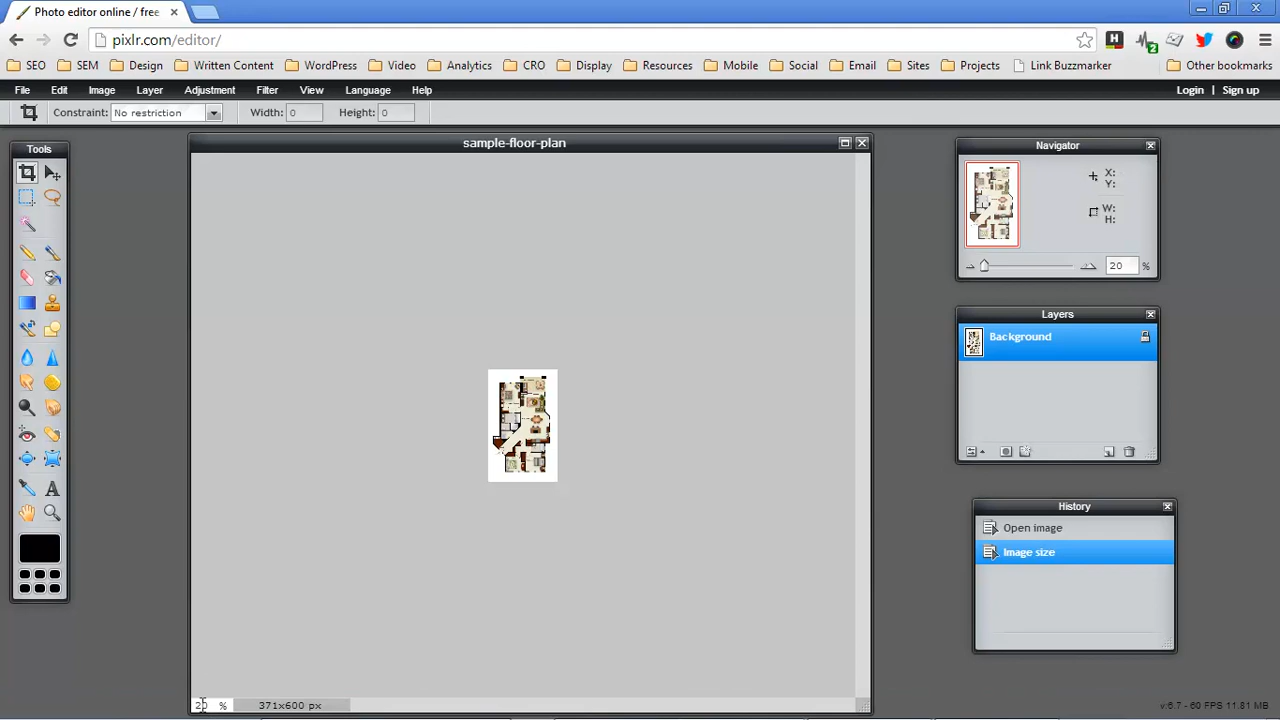 Photo editor online / free
pixlr.com/editor/
2
SEO SEM Design Written Content WordPress Video Analytics CRO Display Resources Mobile Social Email Sites Projects Link Buzzmarker Other bookmarks
File Edit Image Layer Adjustment Filter View Language Help Login | Sign up
Constraint: No restriction Width: 0 Height: 0
Tools
sample-floor-plan
Navigator
X:
Y:
W:
H:
20 %
Layers
Background
History
Open image
Image size
20 % 371x600 px
v:6.7 - 60 FPS 11.81 MB